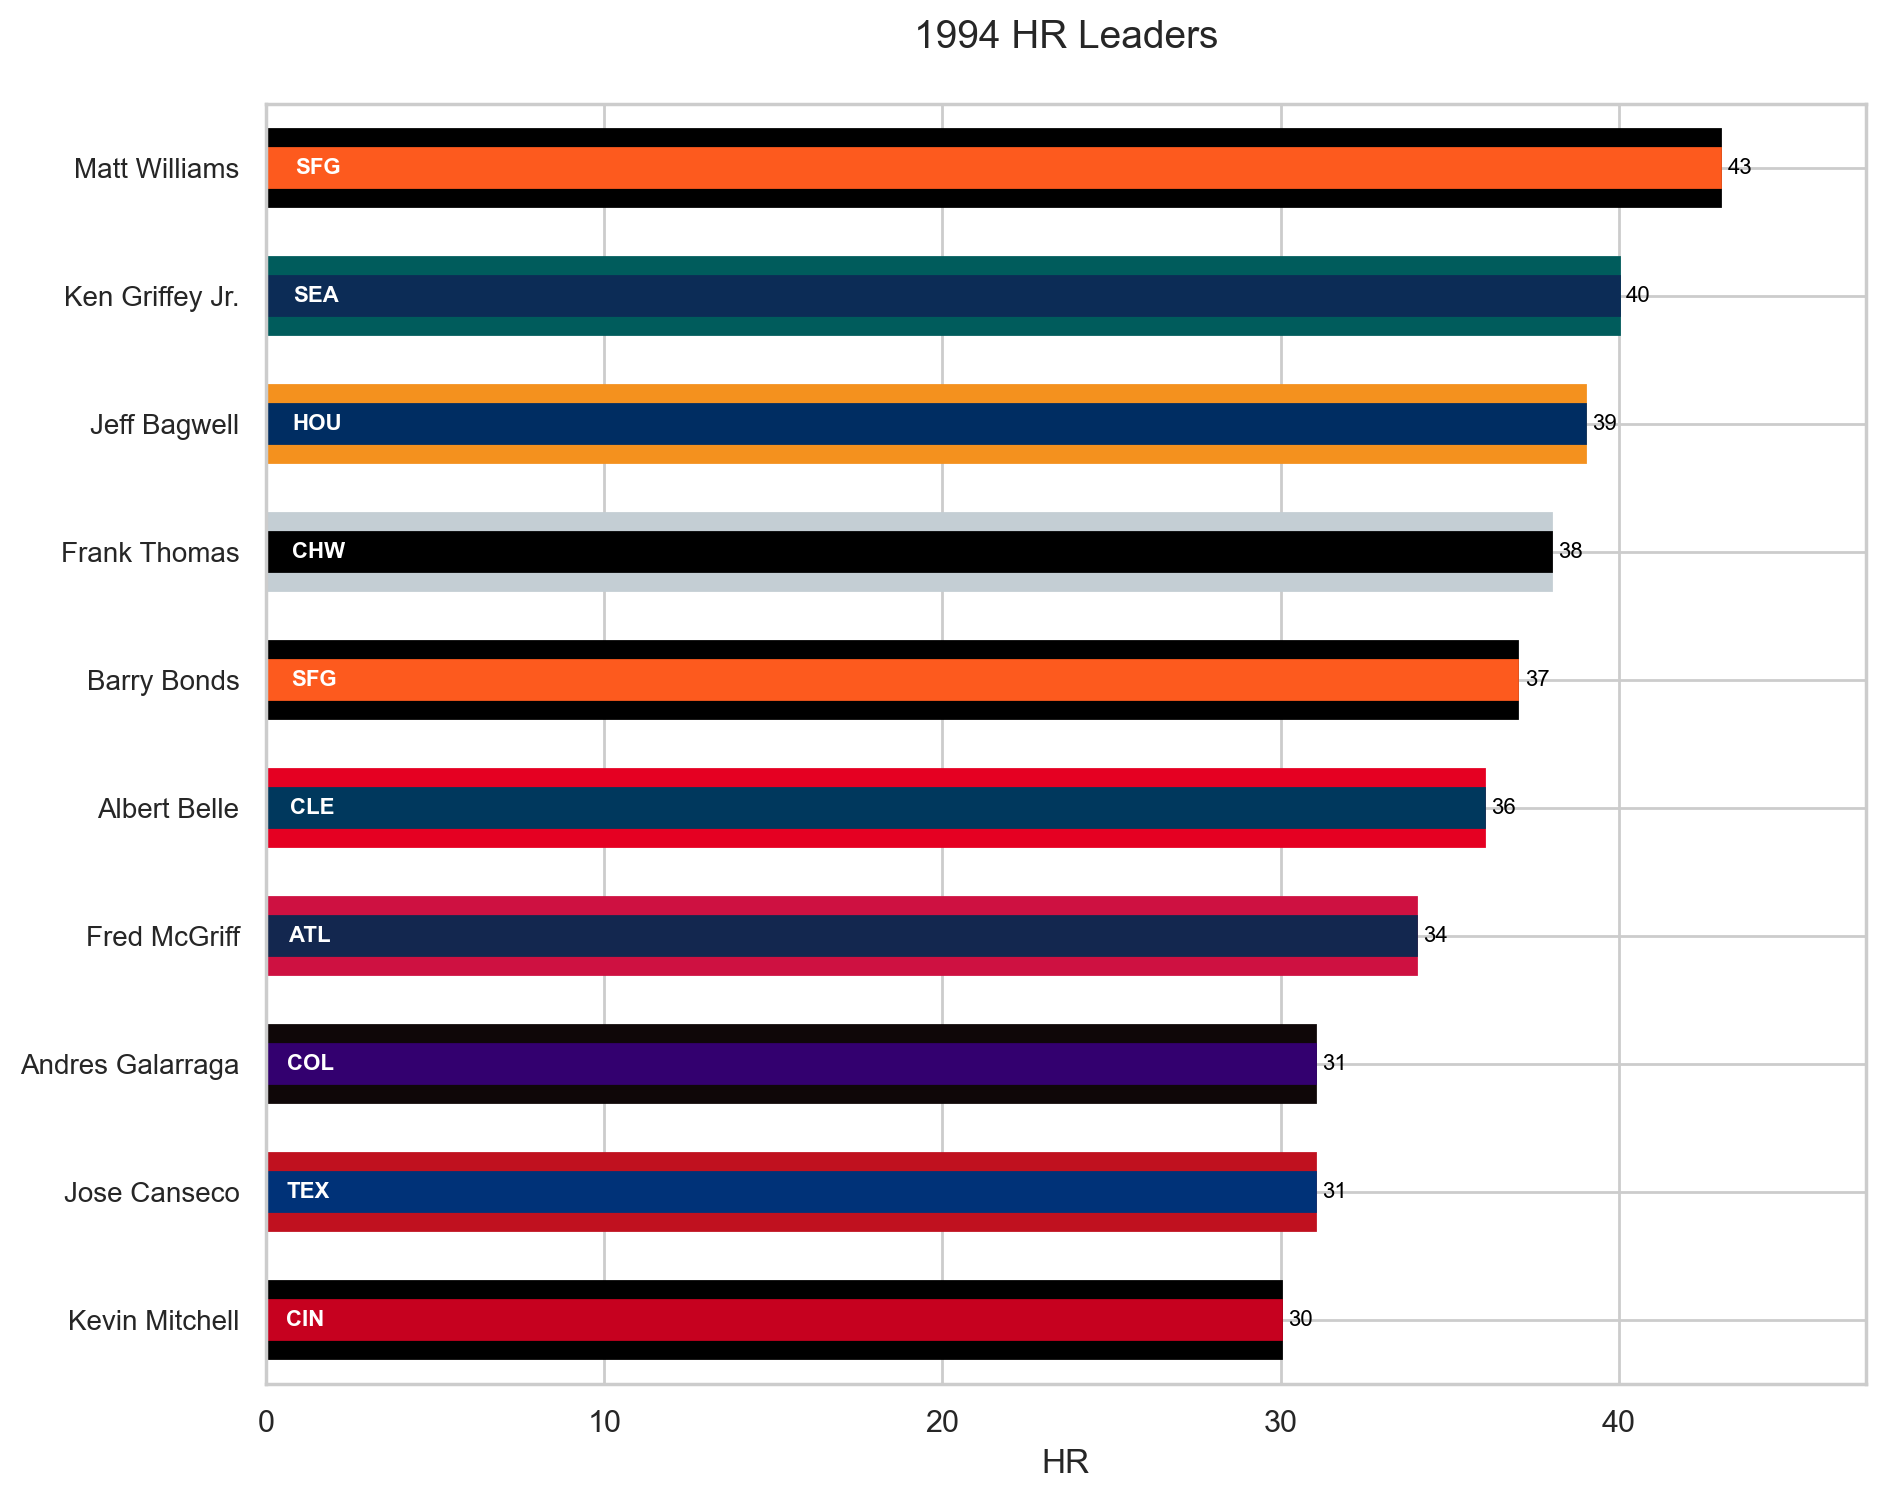 1994 HR Leaders
Matt Williams SFG 43
Ken Griffey Jr. SEA 40
Jeff Bagwell HOU 39
Frank Thomas CHW 38
Barry Bonds SFG 37
Albert Belle CLE 36
Fred McGriff ATL 34
Andres Galarraga COL 31
Jose Canseco TEX 31
Kevin Mitchell CIN 30
0 10 20 30 40
HR